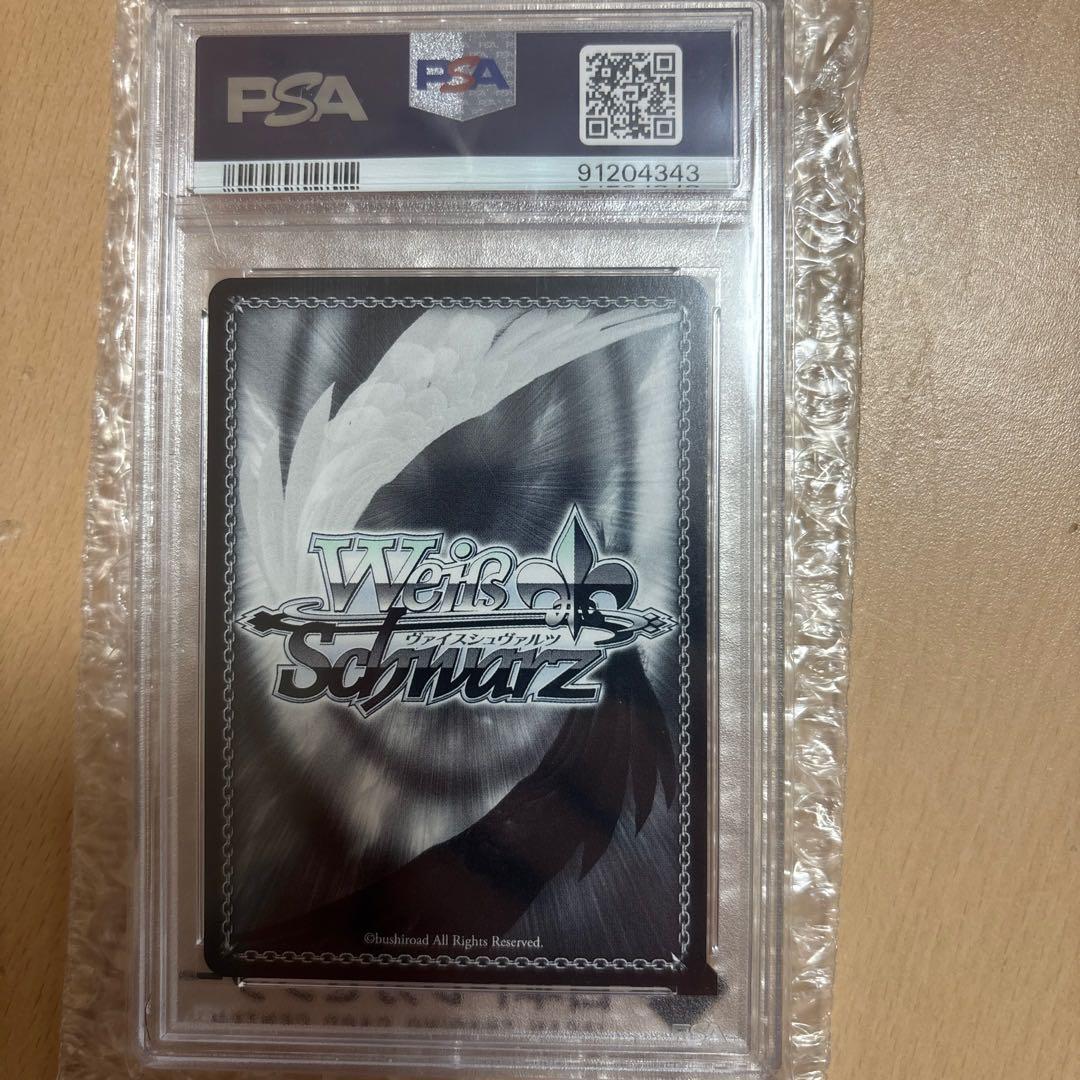 PSA
PSA
91204343
Weiß
ヴァイスシュヴァルツ
Schwarz
©bushiroad All Rights Reserved.